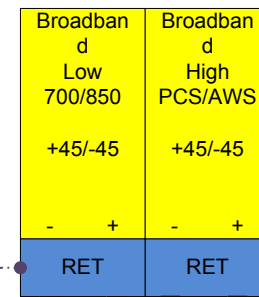 Broadban
d
Low
700/850
+45/-45
- +
RET
Broadban
d
High
PCS/AWS
+45/-45
- +
RET